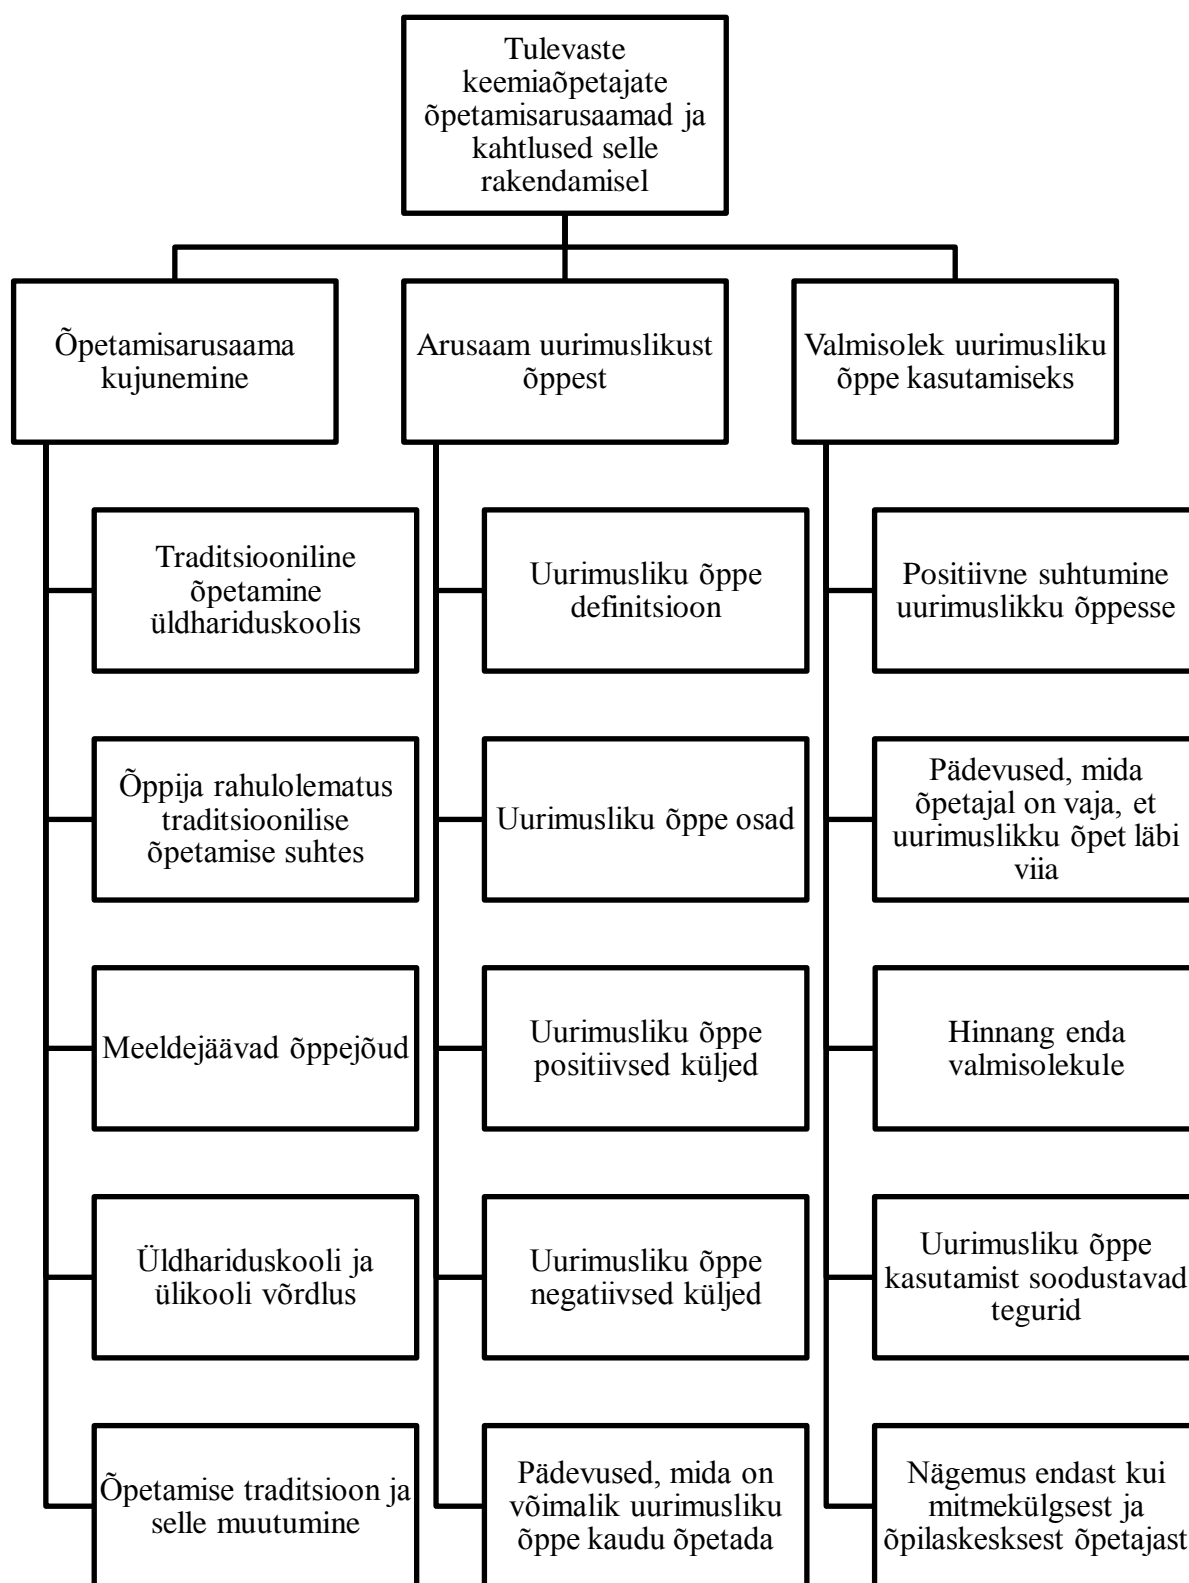 Tulevaste
keemiaõpetajate
õpetamisarusaamad ja
kahtlused selle
rakendamisel
Õpetamisarusaama
kujunemine
Arusaam uurimuslikust
õppest
Valmisolek uurimusliku
õppe kasutamiseks
Traditsiooniline
õpetamine
üldhariduskoolis
Uurimusliku õppe
definitsioon
Positiivne suhtumine
uurimuslikku õppesse
Õppija rahulolematus
traditsioonilise
õpetamise suhtes
Uurimusliku õppe osad
Pädevused, mida
õpetajal on vaja, et
uurimuslikku õpet läbi
viia
Meeldejäävad õppejõud
Uurimusliku õppe
positiivsed küljed
Hinnang enda
valmisolekule
Üldhariduskooli ja
ülikooli võrdlus
Uurimusliku õppe
negatiivsed küljed
Uurimusliku õppe
kasutamist soodustavad
tegurid
Õpetamise traditsioon ja
selle muutumine
Pädevused, mida on
võimalik uurimusliku
õppe kaudu õpetada
Nägemus endast kui
mitmekülgsest ja
õpilaskesksest õpetajast